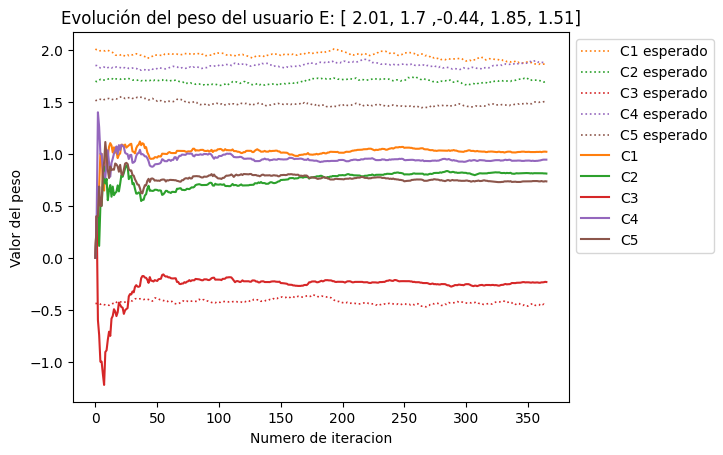 Evolución del peso del usuario E: [ 2.01, 1.7 ,-0.44, 1.85, 1.51]
2.0
1.5
1.0
0.5
0.0
−0.5
−1.0
Valor del peso
0 50 100 150 200 250 300 350
Numero de iteracion
C1 esperado
C2 esperado
C3 esperado
C4 esperado
C5 esperado
C1
C2
C3
C4
C5